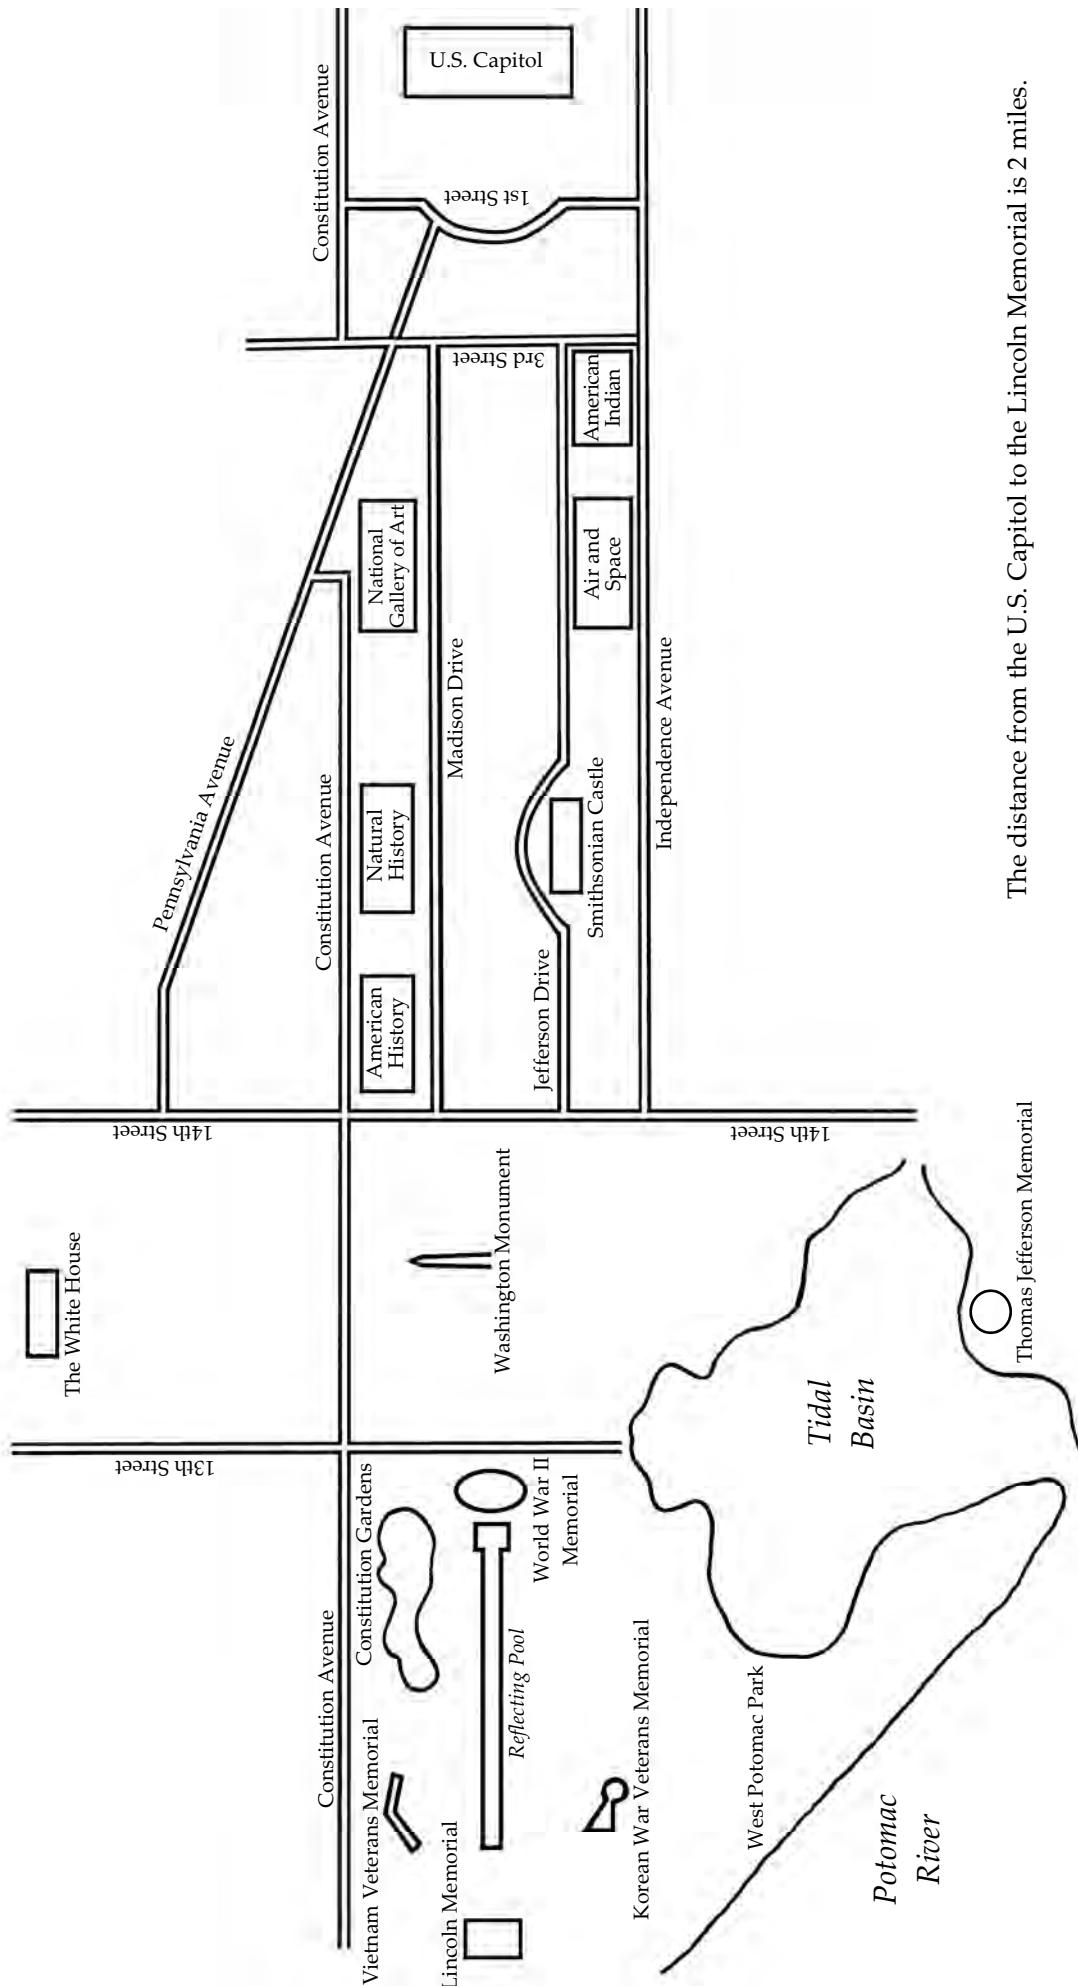 The White House
14th Street
13th Street
Pennsylvania Avenue
Constitution Avenue
Constitution Avenue
Constitution Avenue
U.S. Capitol
1st Street
3rd Street
National
Gallery of Art
Natural
History
American
History
Madison Drive
Jefferson Drive
Smithsonian Castle
American
Indian
Air and
Space
Independence Avenue
14th Street
Washington Monument
Constitution Gardens
World War II
Memorial
Reflecting Pool
Vietnam Veterans Memorial
Lincoln Memorial
Korean War Veterans Memorial
West Potomac Park
Tidal
Basin
Potomac
River
Thomas Jefferson Memorial
The distance from the U.S. Capitol to the Lincoln Memorial is 2 miles.